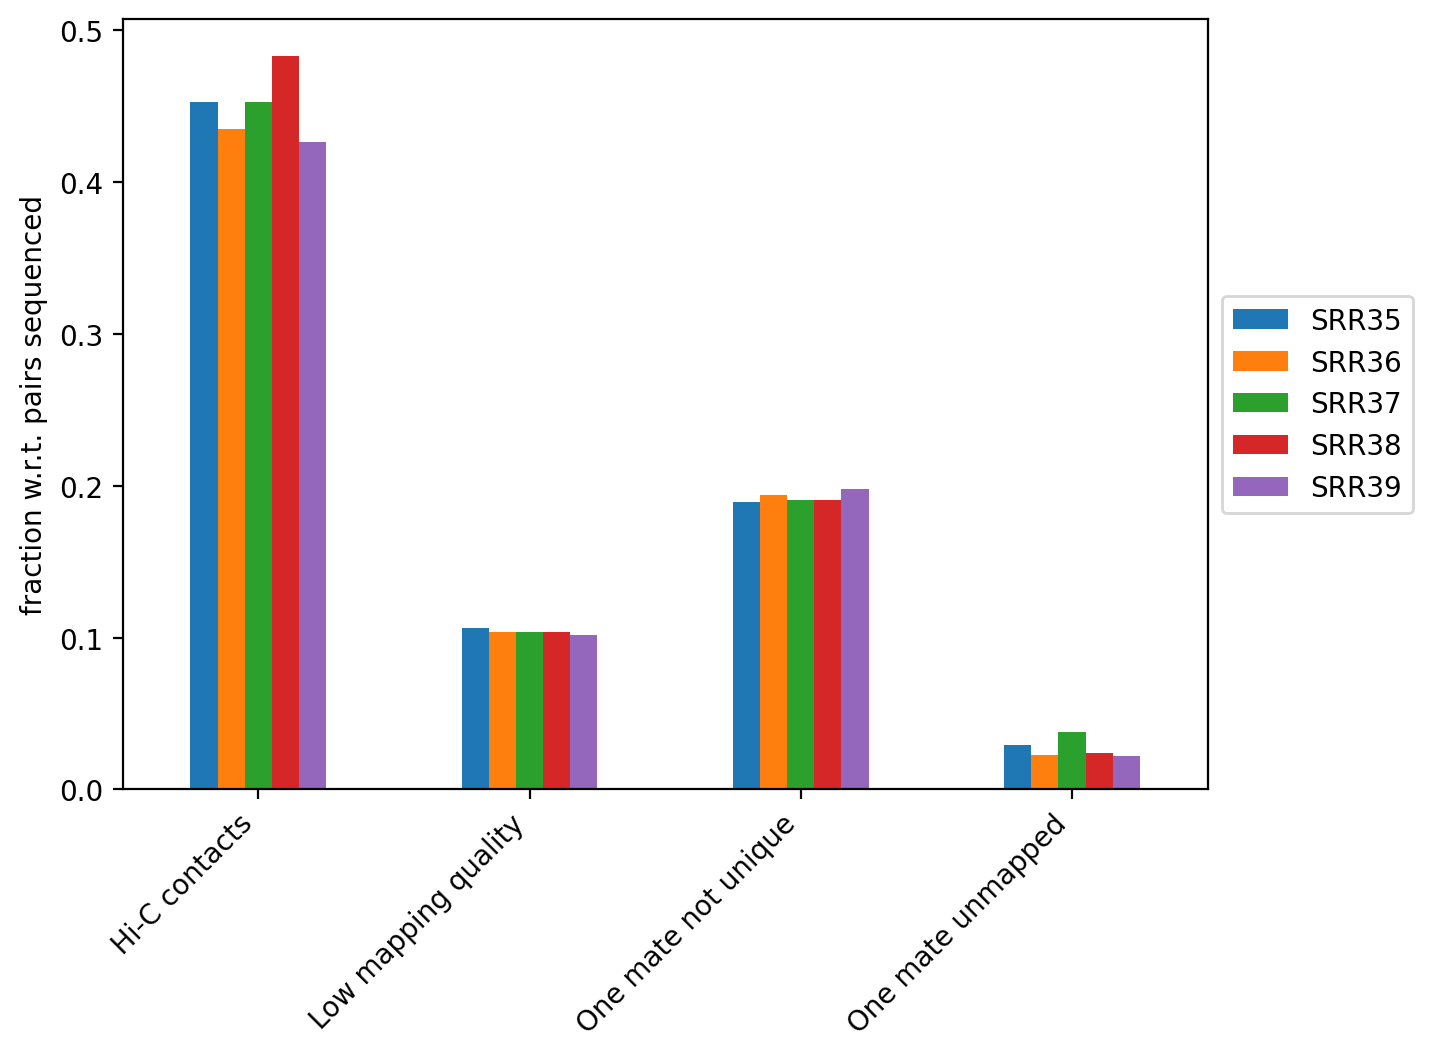 fraction w.r.t. pairs sequenced
0.5
0.4
0.3
0.2
0.1
0.0
Hi-C contacts
Low mapping quality
One mate not unique
One mate unmapped
SRR35
SRR36
SRR37
SRR38
SRR39